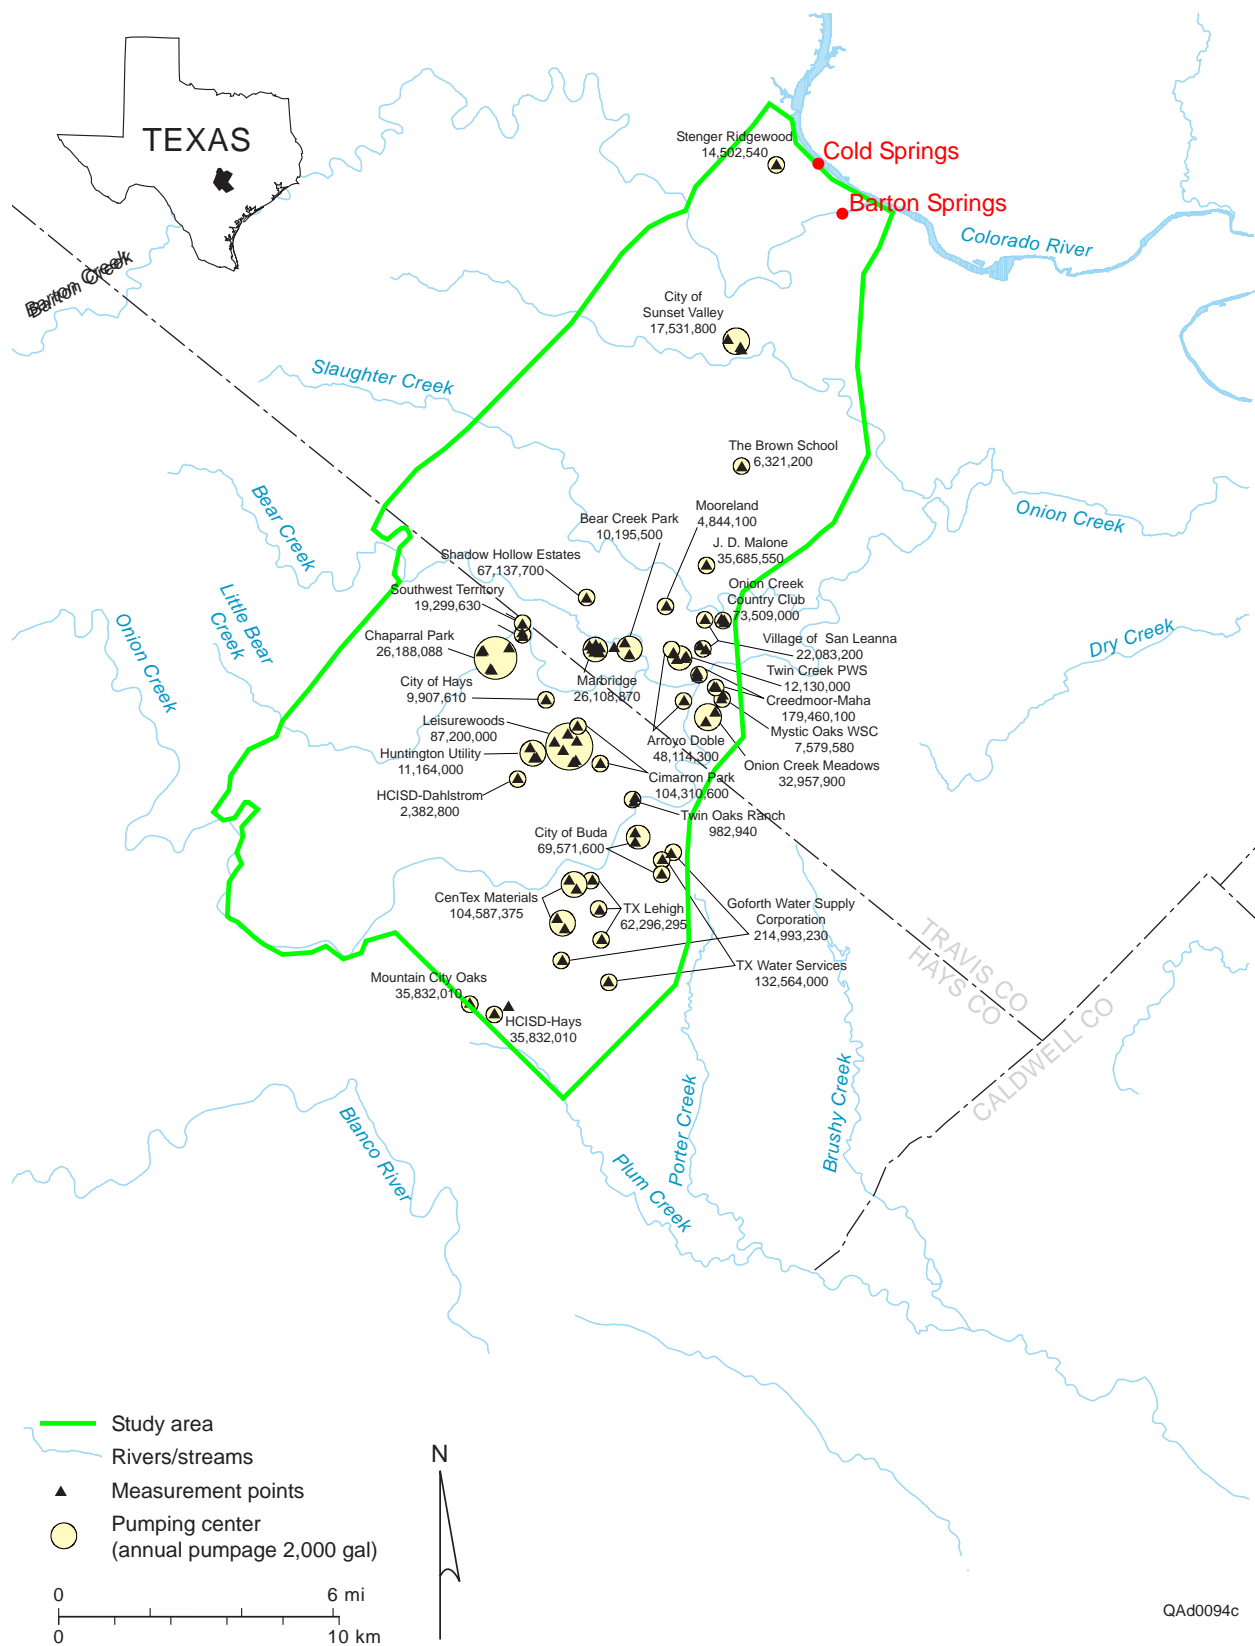 TEXAS
Stenger Ridgewood
14,502,540
Cold Springs
Barton Springs
Colorado River
Barton Creek
Barton Creek
City of
Sunset Valley
17,531,800
Slaughter Creek
The Brown School
6,321,200
Bear Creek
Onion Creek
Mooreland
4,844,100
Bear Creek Park
10,195,500
J. D. Malone
35,685,550
Shadow Hollow Estates
67,137,700
Onion Creek
Country Club
73,509,000
Southwest Territory
19,299,630
Little Bear
Creek
Onion Creek
Dry Creek
Chaparral Park
26,188,088
Village of San Leanna
22,083,200
Twin Creek PWS
12,130,000
Marbridge
26,108,870
City of Hays
9,907,610
Creedmoor-Maha
179,460,100
Leisurewoods
87,200,000
Mystic Oaks WSC
7,579,580
Arroyo Doble
48,114,300
Huntington Utility
11,164,000
Onion Creek Meadows
32,957,900
Cimarron Park
104,310,600
HCISD-Dahlstrom
2,382,800
Twin Oaks Ranch
982,940
City of Buda
69,571,600
CenTex Materials
104,587,375
TX Lehigh
62,296,295
Goforth Water Supply
Corporation
214,993,230
TRAVIS CO
HAYS CO
CALDWELL CO
TX Water Services
132,564,000
Mountain City Oaks
35,832,010
HCISD-Hays
35,832,010
Blanco River
Plum Creek
Porter Creek
Brushy Creek
Study area
Rivers/streams
Measurement points
Pumping center
(annual pumpage 2,000 gal)
N
0 6 mi
0 10 km
QAd0094c